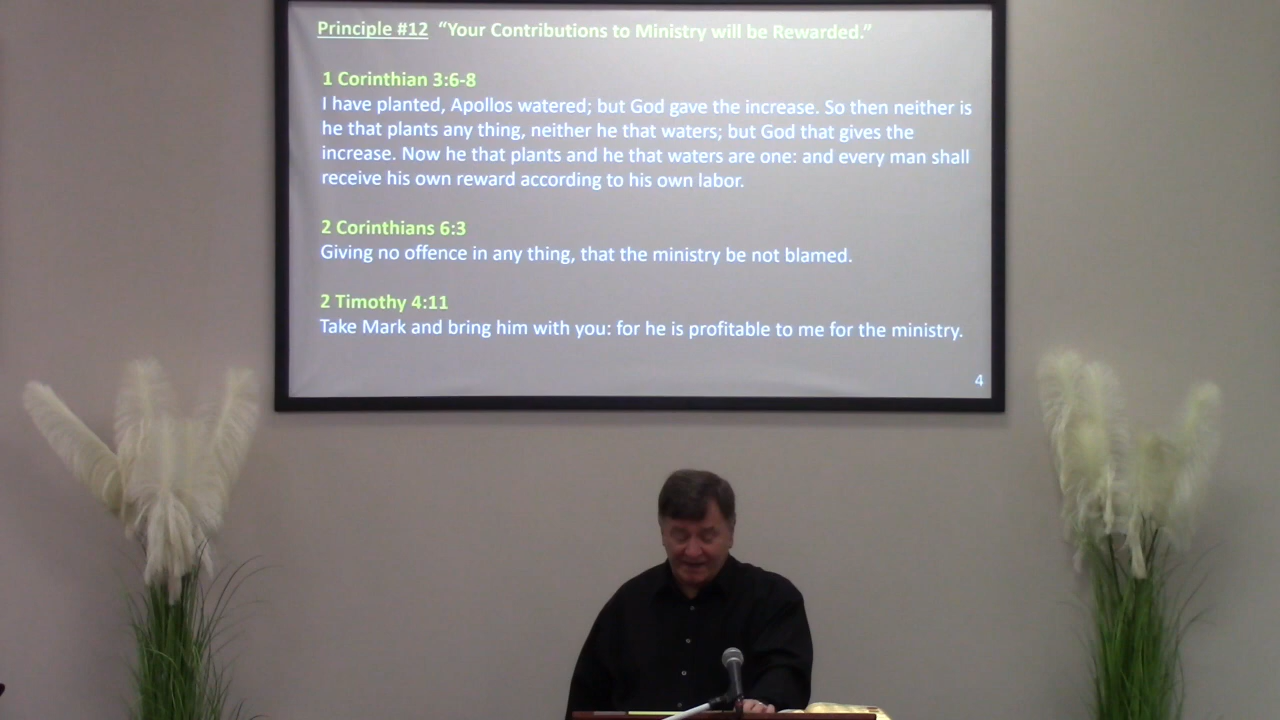 Principle #12 “Your Contributions to Ministry will be Rewarded.”
1 Corinthian 3:6-8
I have planted, Apollos watered; but God gave the increase. So then neither is
he that plants any thing, neither he that waters; but God that gives the
increase. Now he that plants and he that waters are one: and every man shall
receive his own reward according to his own labor.
2 Corinthians 6:3
Giving no offence in any thing, that the ministry be not blamed.
2 Timothy 4:11
Take Mark and bring him with you: for he is profitable to me for the ministry.
4